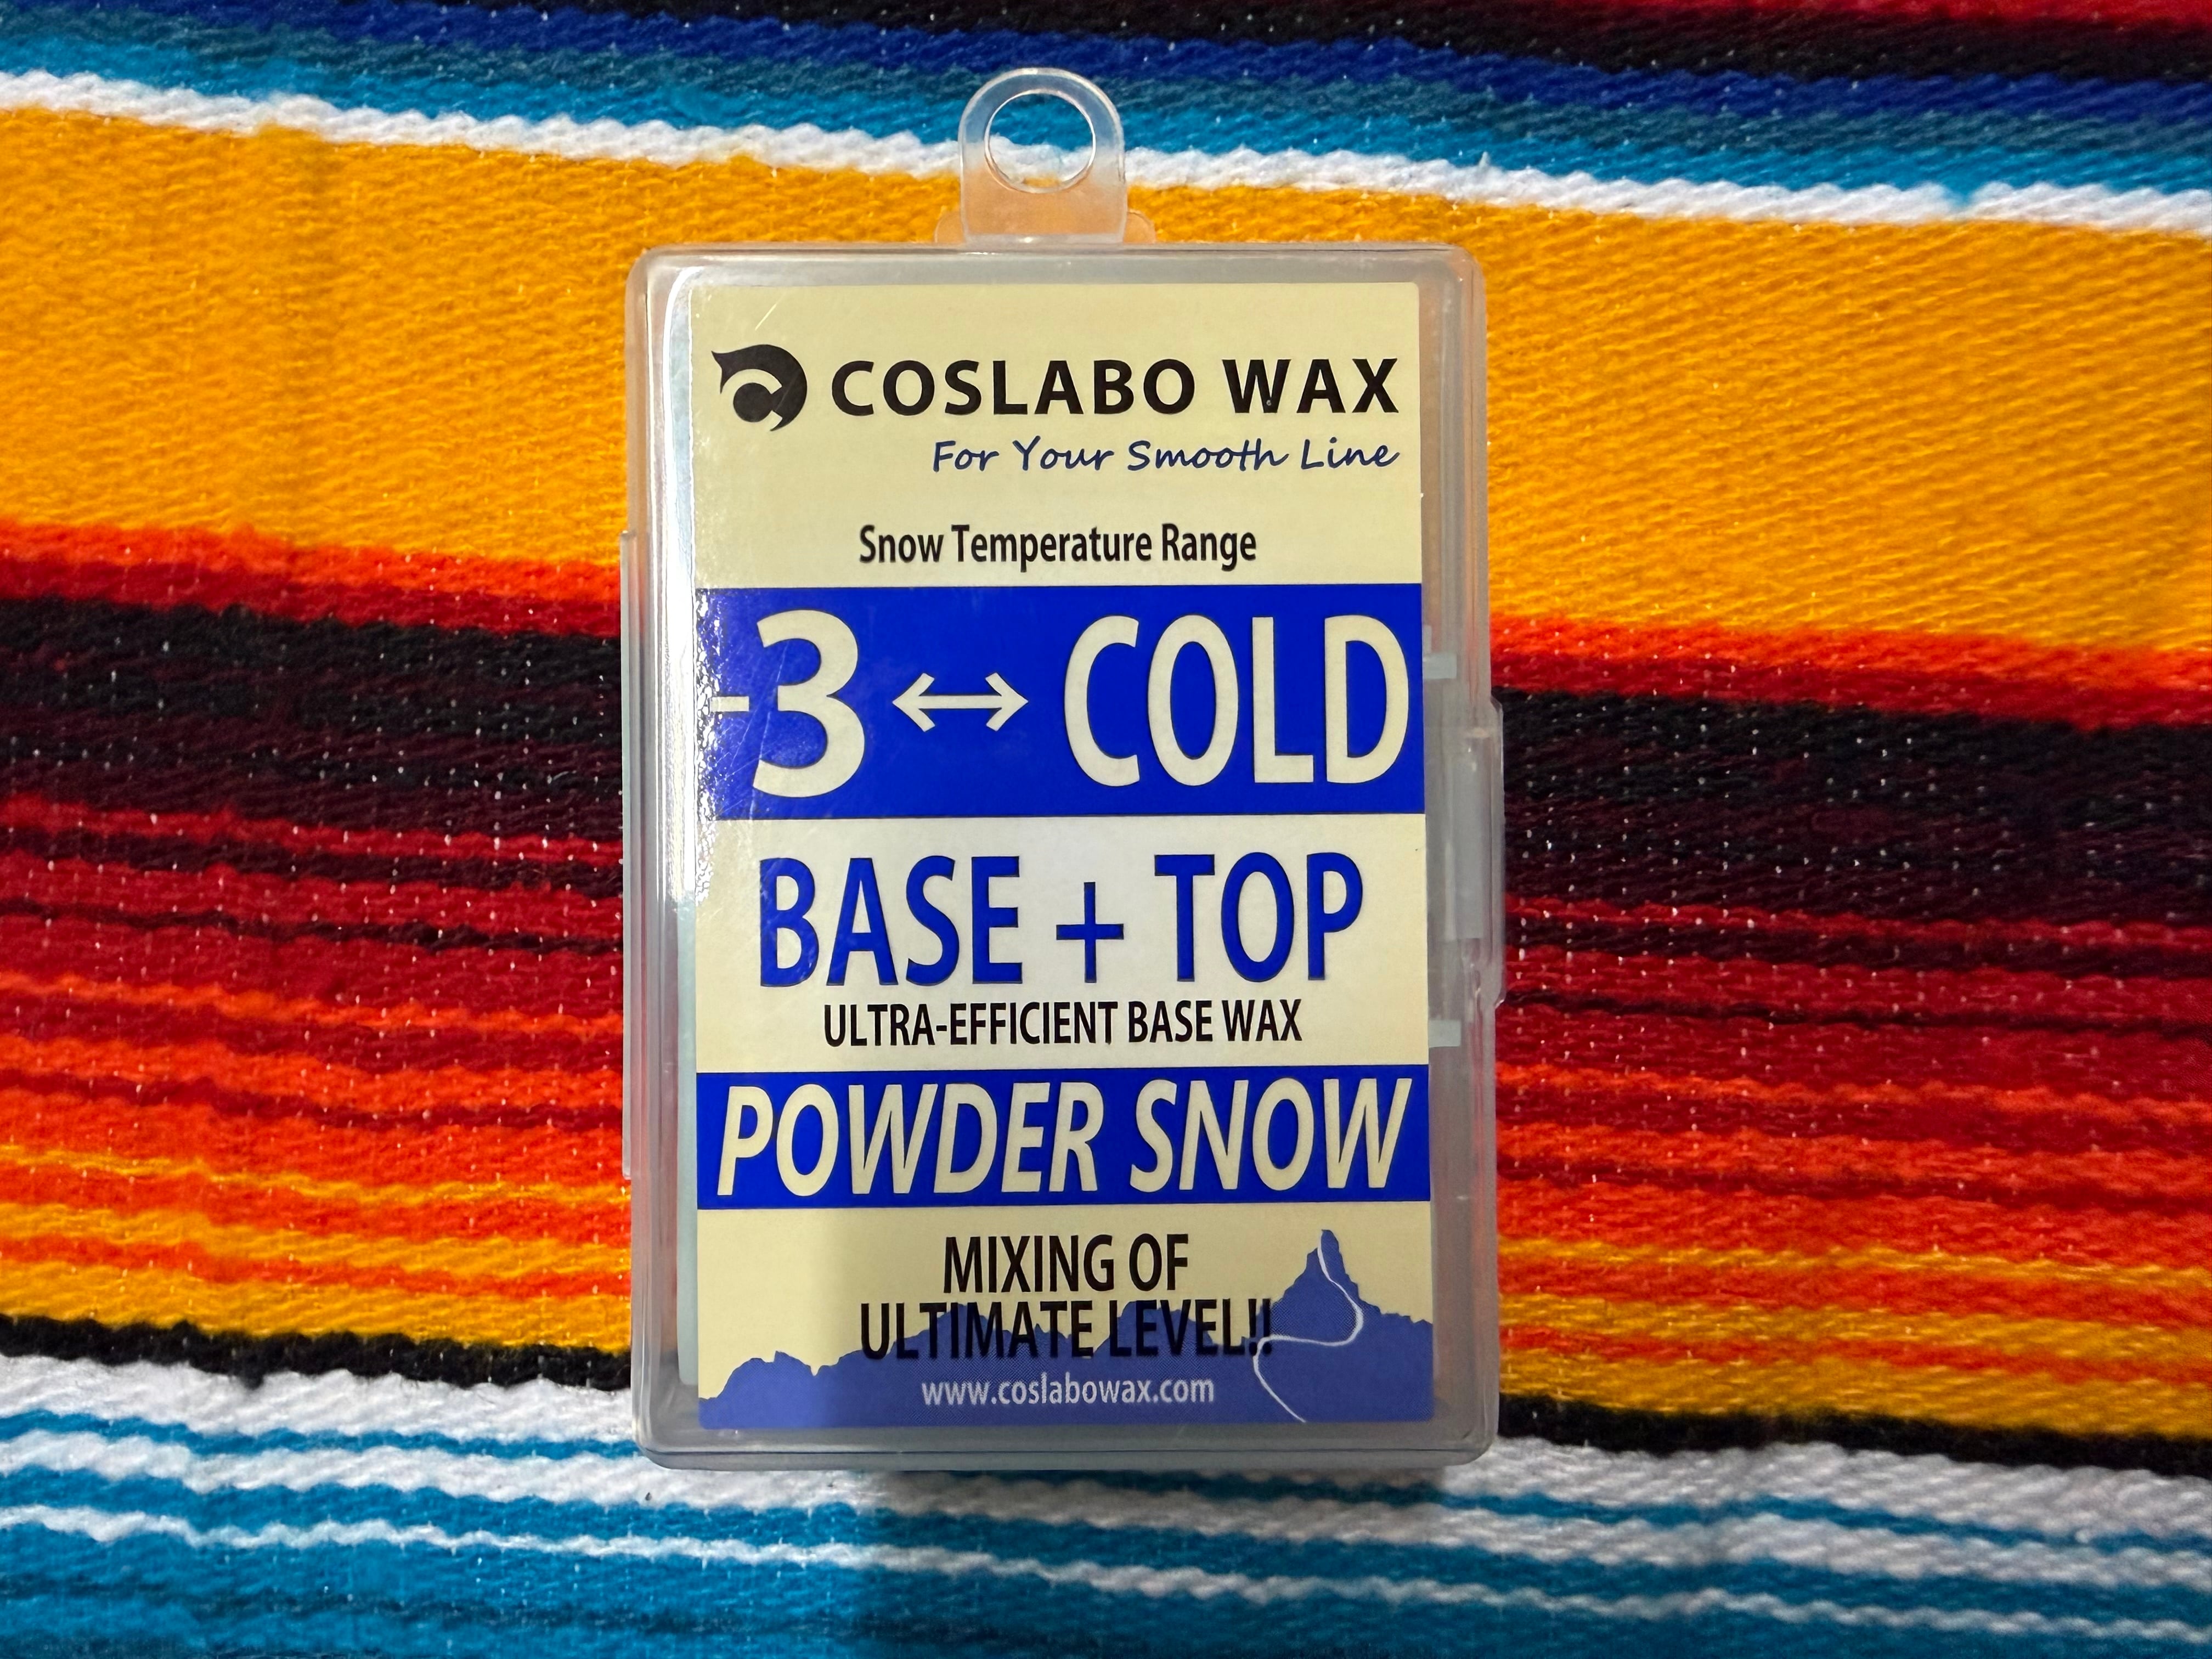 COSLABO WAX
For Your Smooth Line
Snow Temperature Range
-3 ↔ COLD
BASE + TOP
ULTRA-EFFICIENT BASE WAX
POWDER SNOW
MIXING OF
ULTIMATE LEVEL!!
www.coslabowax.com